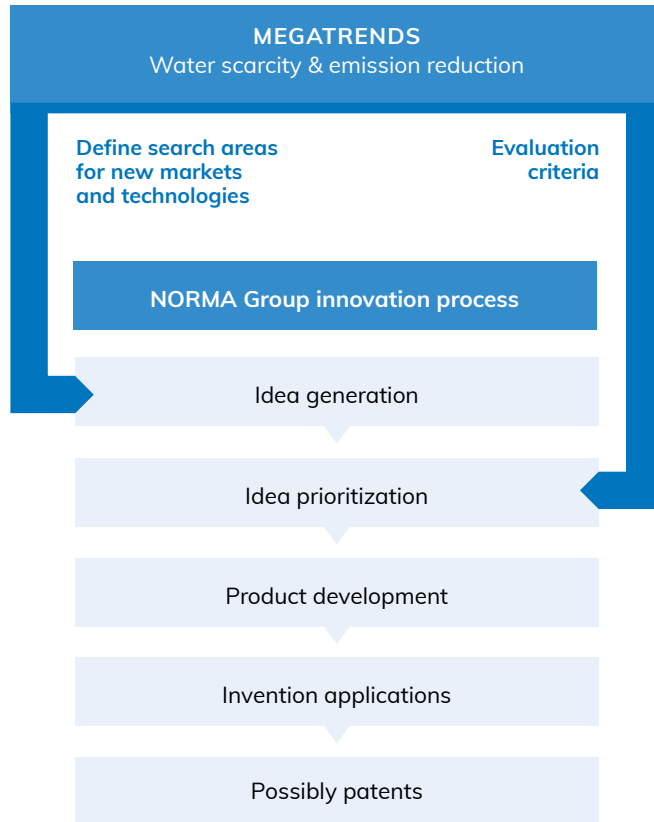 MEGATRENDS
Water scarcity & emission reduction
Define search areas
for new markets
and technologies
Evaluation
criteria
NORMA Group innovation process
Idea generation
Idea prioritization
Product development
Invention applications
Possibly patents